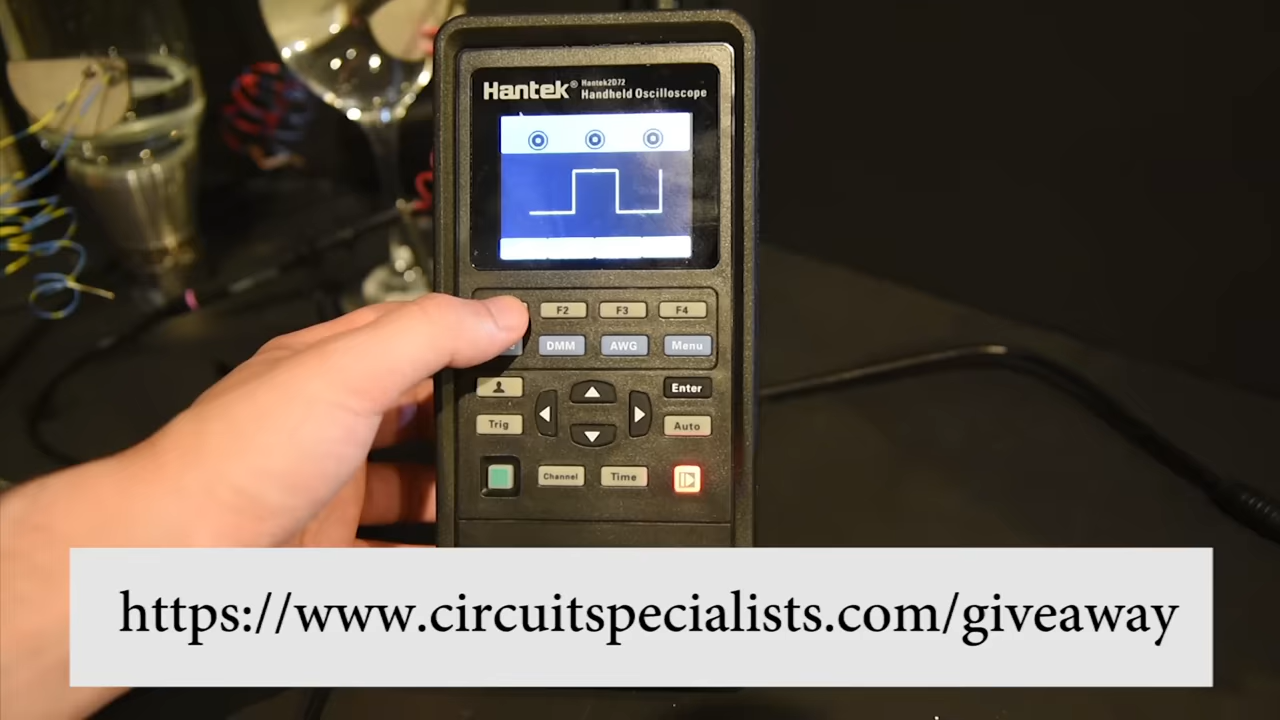 Hantek®
Hantek2D72
Handheld Oscilloscope
F2 F3 F4
DMM AWG Menu
Enter
Trig
Auto
Channel Time
https://www.circuitspecialists.com/giveaway